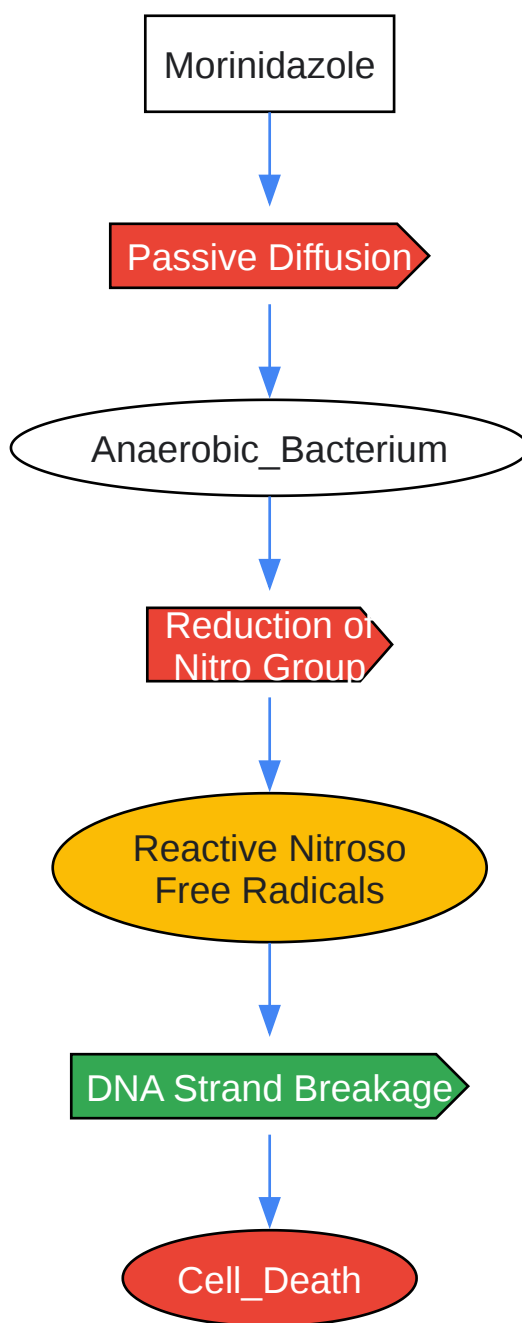 Morinidazole
Passive Diffusion
Anaerobic_Bacterium
Reduction of
Nitro Group
Reactive Nitroso
Free Radicals
DNA Strand Breakage
Cell_Death